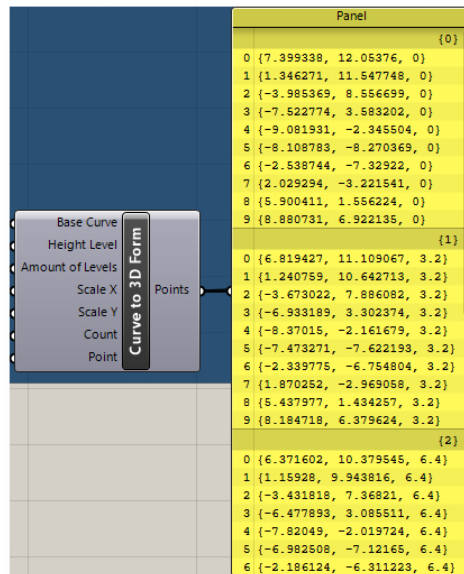 Panel
{0}
0 {7.399338, 12.05376, 0}
1 {1.346271, 11.547748, 0}
2 {-3.985369, 8.556699, 0}
3 {-7.522774, 3.583202, 0}
4 {-9.081931, -2.345504, 0}
5 {-8.108783, -8.270369, 0}
6 {-2.538744, -7.32922, 0}
7 {2.029294, -3.221541, 0}
8 {5.900411, 1.556224, 0}
9 {8.880731, 6.922135, 0}
{1}
0 {6.819427, 11.109067, 3.2}
1 {1.240759, 10.642713, 3.2}
2 {-3.673022, 7.886082, 3.2}
3 {-6.933189, 3.302374, 3.2}
4 {-8.37015, -2.161679, 3.2}
5 {-7.473271, -7.622193, 3.2}
6 {-2.339775, -6.754804, 3.2}
7 {1.870252, -2.969058, 3.2}
8 {5.437977, 1.434257, 3.2}
9 {8.184718, 6.379624, 3.2}
{2}
0 {6.371602, 10.379545, 6.4}
1 {1.15928, 9.943816, 6.4}
2 {-3.431818, 7.36821, 6.4}
3 {-6.477893, 3.085511, 6.4}
4 {-7.82049, -2.019724, 6.4}
5 {-6.982508, -7.12165, 6.4}
6 {-2.186124, -6.311223, 6.4}
Base Curve
Height Level
Amount of Levels
Scale X
Scale Y
Count
Point
Curve to 3D Form
Points